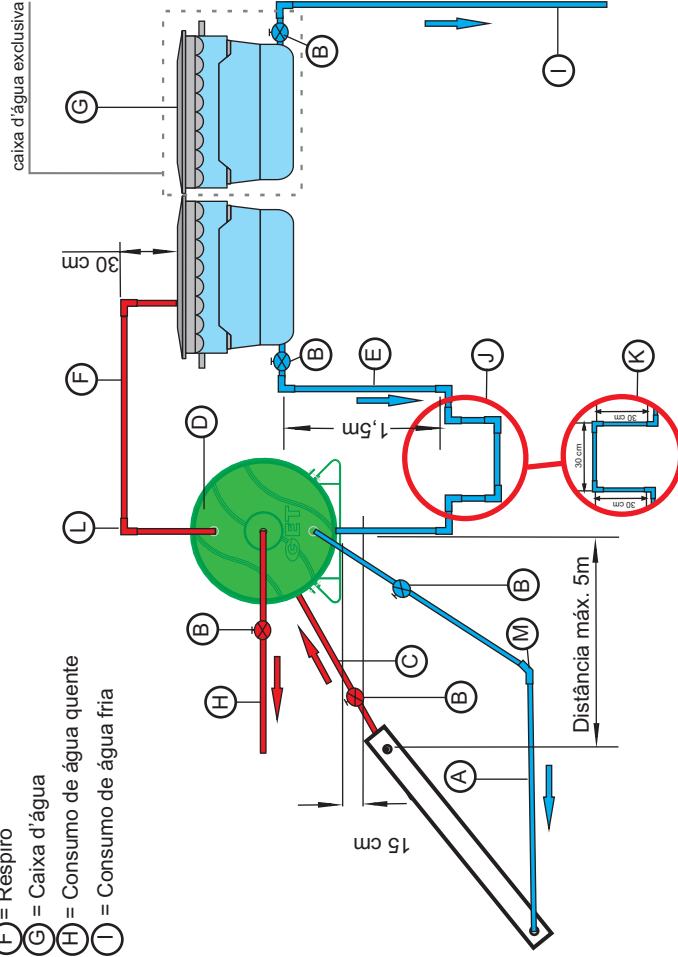 F = Respiro
G = Caixa d'água
H = Consumo de água quente
I = Consumo de água fria
caixa d'água exclusiva
G
B
I
30 cm
F
D
L
B
E
J
K
1,5m
30 cm
30 cm
30 cm
GET
B
H
C
B
B
M
A
15 cm
Distância máx. 5m